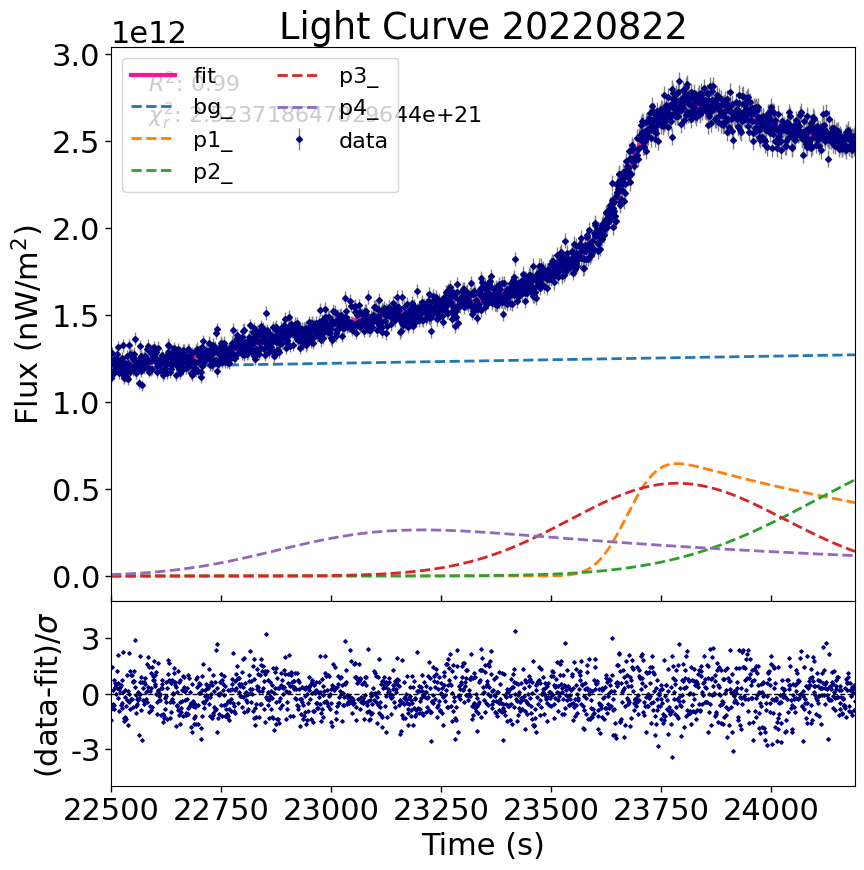 Light Curve 20220822
1e12
R²: 0.99
χ²ᵣ:
fit
bg_
p1_
p2_
p3_
p4_
data
Flux (nW/m²)
3.0
2.5
2.0
1.5
1.0
0.5
0.0
(data-fit)/σ
3
0
-3
22500 22750 23000 23250 23500 23750 24000
Time (s)